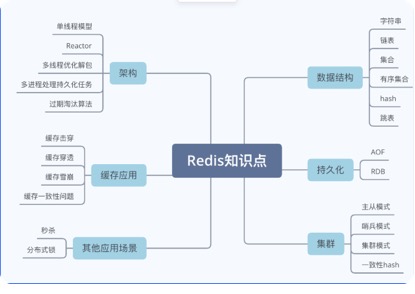 单线程模型
Reactor
多线程优化解包
多进程处理持久化任务
过期淘汰算法
架构
缓存击穿
缓存穿透
缓存雪崩
缓存一致性问题
缓存应用
秒杀
分布式锁
其他应用场景
Redis知识点
数据结构
字符串
链表
集合
有序集合
hash
跳表
持久化
AOF
RDB
集群
主从模式
哨兵模式
集群模式
一致性hash